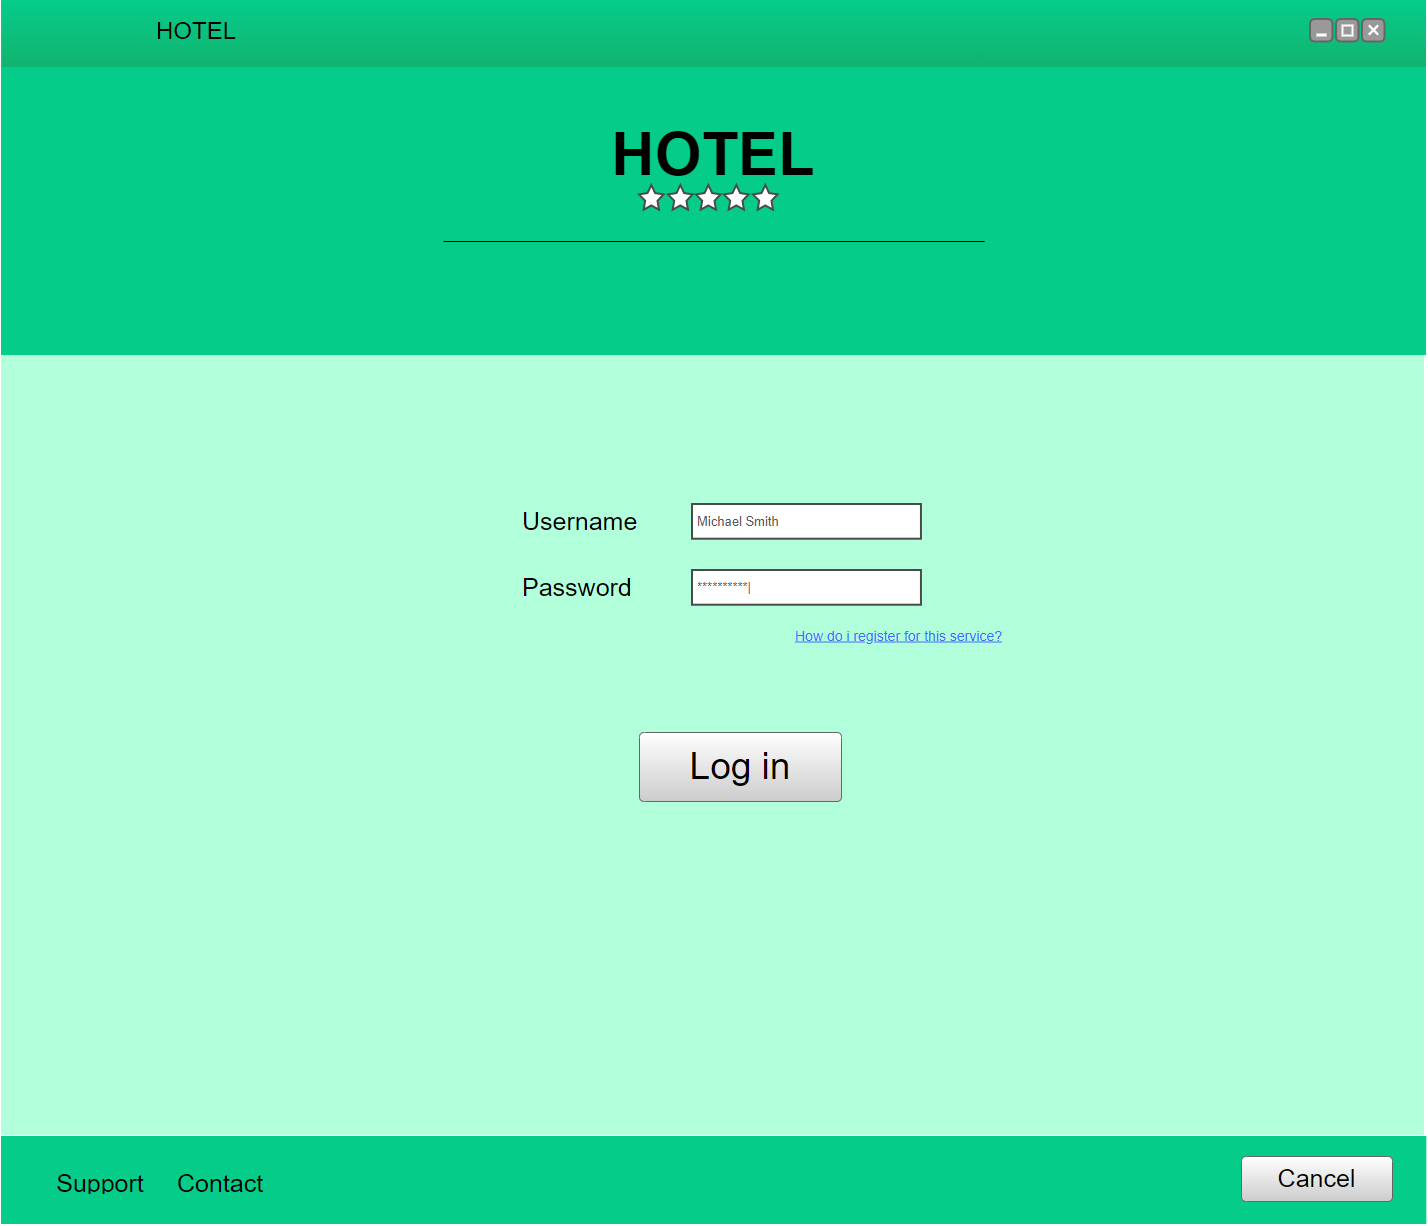 HOTEL
HOTEL
Username
Michael Smith
Password
**********|
How do i register for this service?
Log in
Support
Contact
Cancel